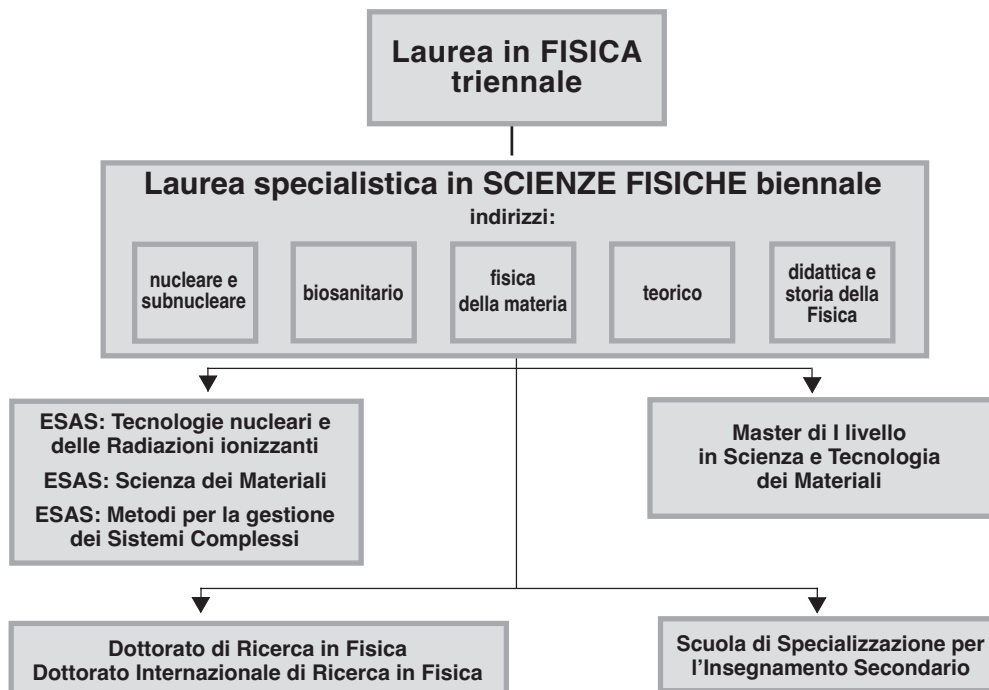 Laurea in FISICA
triennale
Laurea specialistica in SCIENZE FISICHE biennale
indirizzi:
nucleare e
subnucleare
biosanitario
fisica
della materia
teorico
didattica e
storia della
Fisica
ESAS: Tecnologie nucleari e
delle Radiazioni ionizzanti
ESAS: Scienza dei Materiali
ESAS: Metodi per la gestione
dei Sistemi Complessi
Master di I livello
in Scienza e Tecnologia
dei Materiali
Dottorato di Ricerca in Fisica
Dottorato Internazionale di Ricerca in Fisica
Scuola di Specializzazione per
l'Insegnamento Secondario